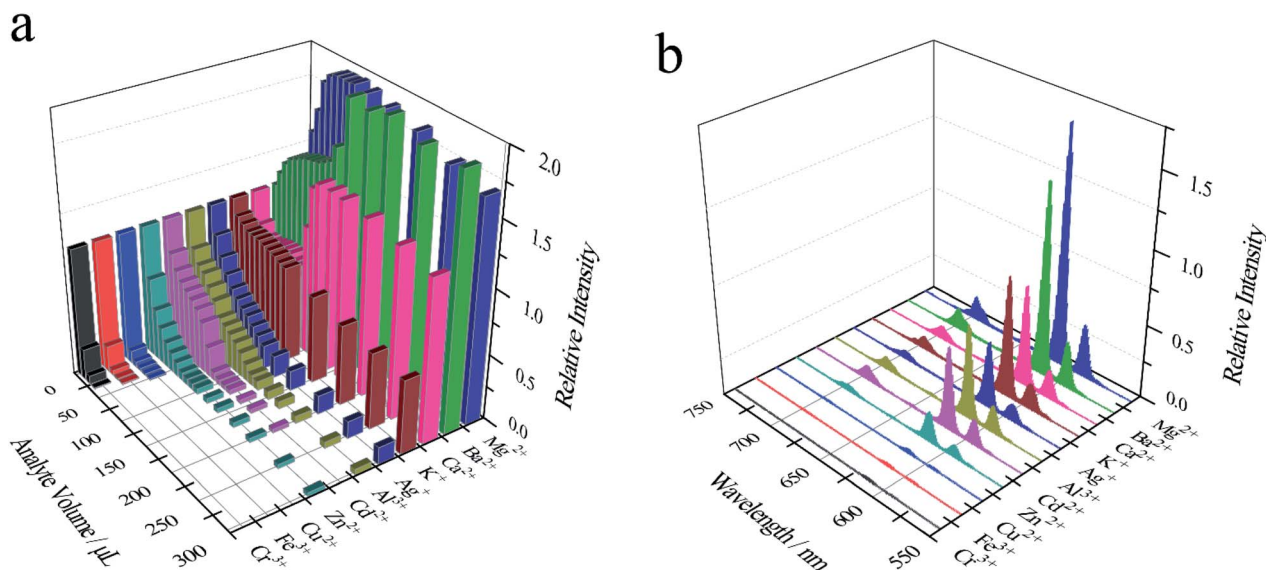 a
2.0
1.5
1.0
0.5
0.0
Relative Intensity
0
50
100
150
200
250
300
Analyte Volume / μL
Cr3+
Fe3+
Cu2+
Zn2+
Cd2+
Al3+
Ag+
K+
Ca2+
Ba2+
Mg2+
b
1.5
1.0
0.5
0.0
Relative Intensity
750
700
650
600
550
Wavelength / nm
Cr3+
Fe3+
Cu2+
Zn2+
Cd2+
Al3+
Ag+
K+
Ca2+
Ba2+
Mg2+